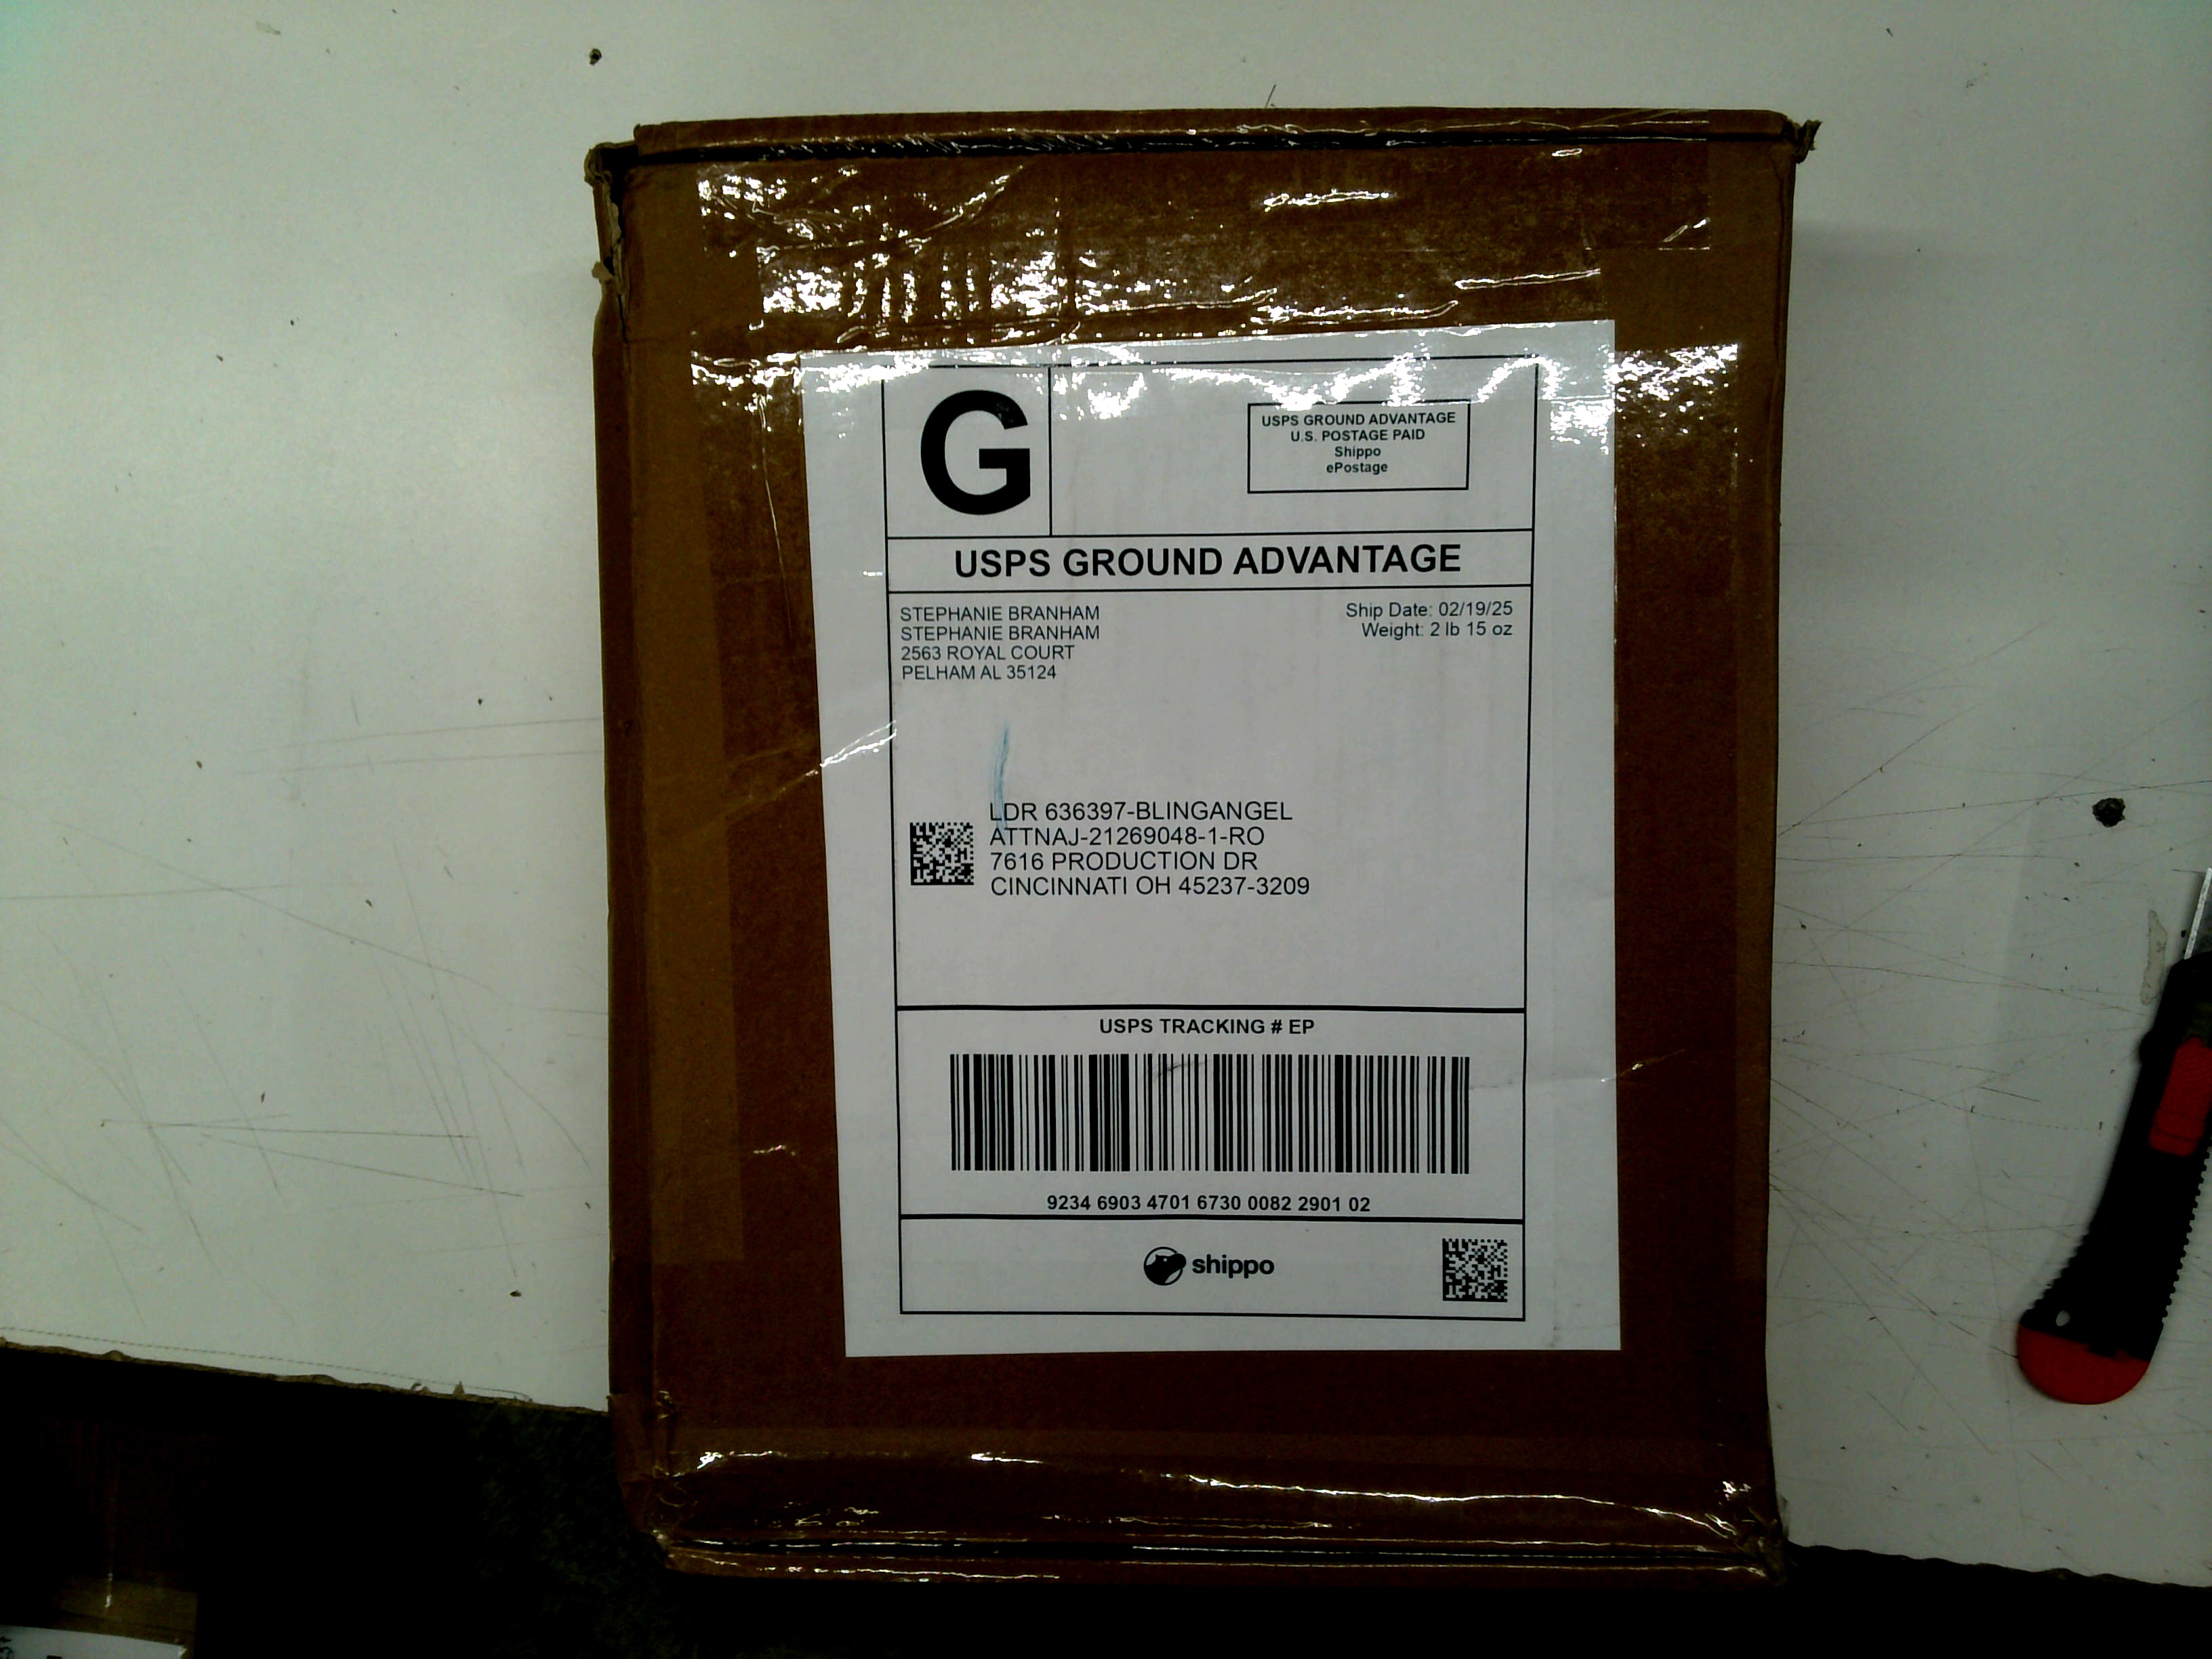 G
USPS GROUND ADVANTAGE
U.S. POSTAGE PAID
Shippo
ePostage
USPS GROUND ADVANTAGE
STEPHANIE BRANHAM
STEPHANIE BRANHAM
2563 ROYAL COURT
PELHAM AL 35124
Ship Date: 02/19/25
Weight: 2 lb 15 oz
LDR 636397-BLINGANGEL
ATTNAJ-21269048-1-RO
7616 PRODUCTION DR
CINCINNATI OH 45237-3209
USPS TRACKING # EP
9234 6903 4701 6730 0082 2901 02
shippo